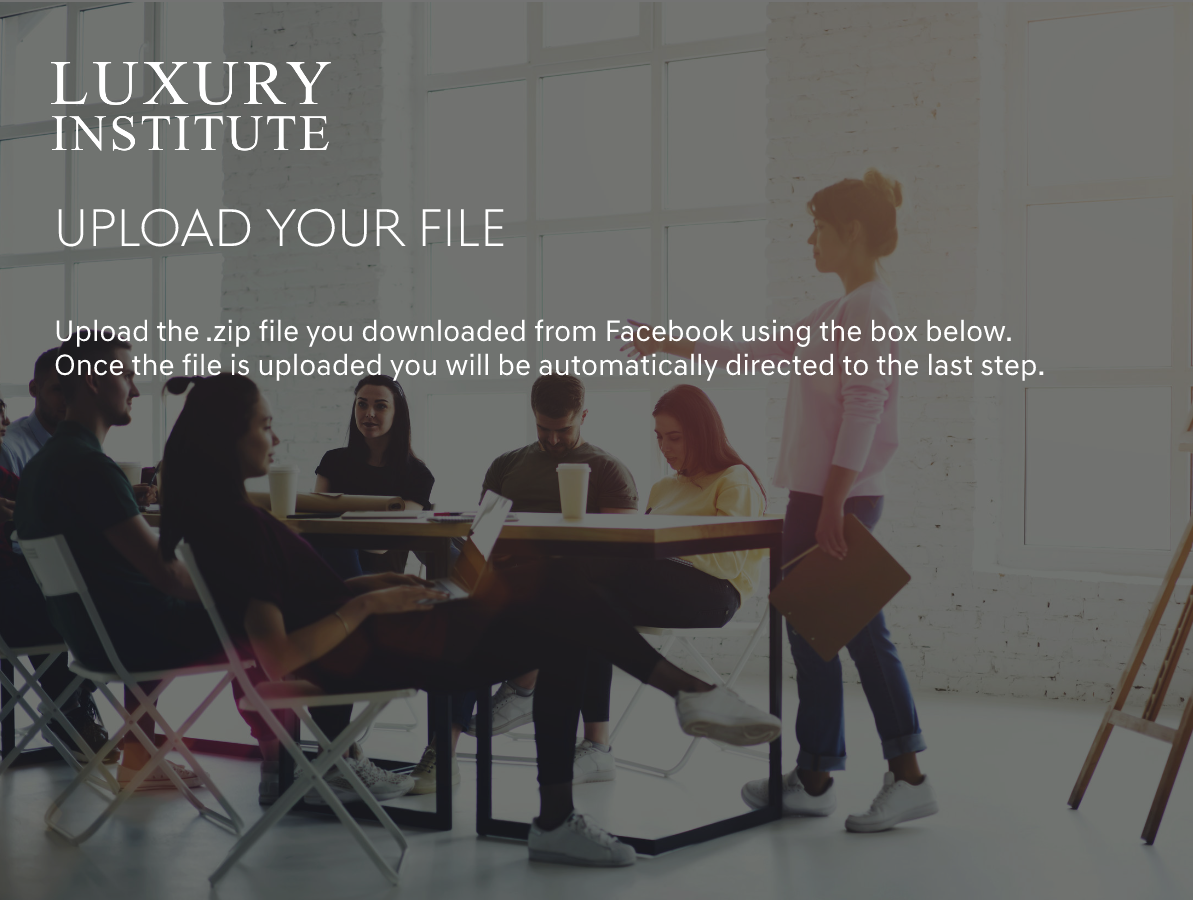 LUXURY
INSTITUTE
UPLOAD YOUR FILE
Upload the .zip file you downloaded from Facebook using the box below.
Once the file is uploaded you will be automatically directed to the last step.